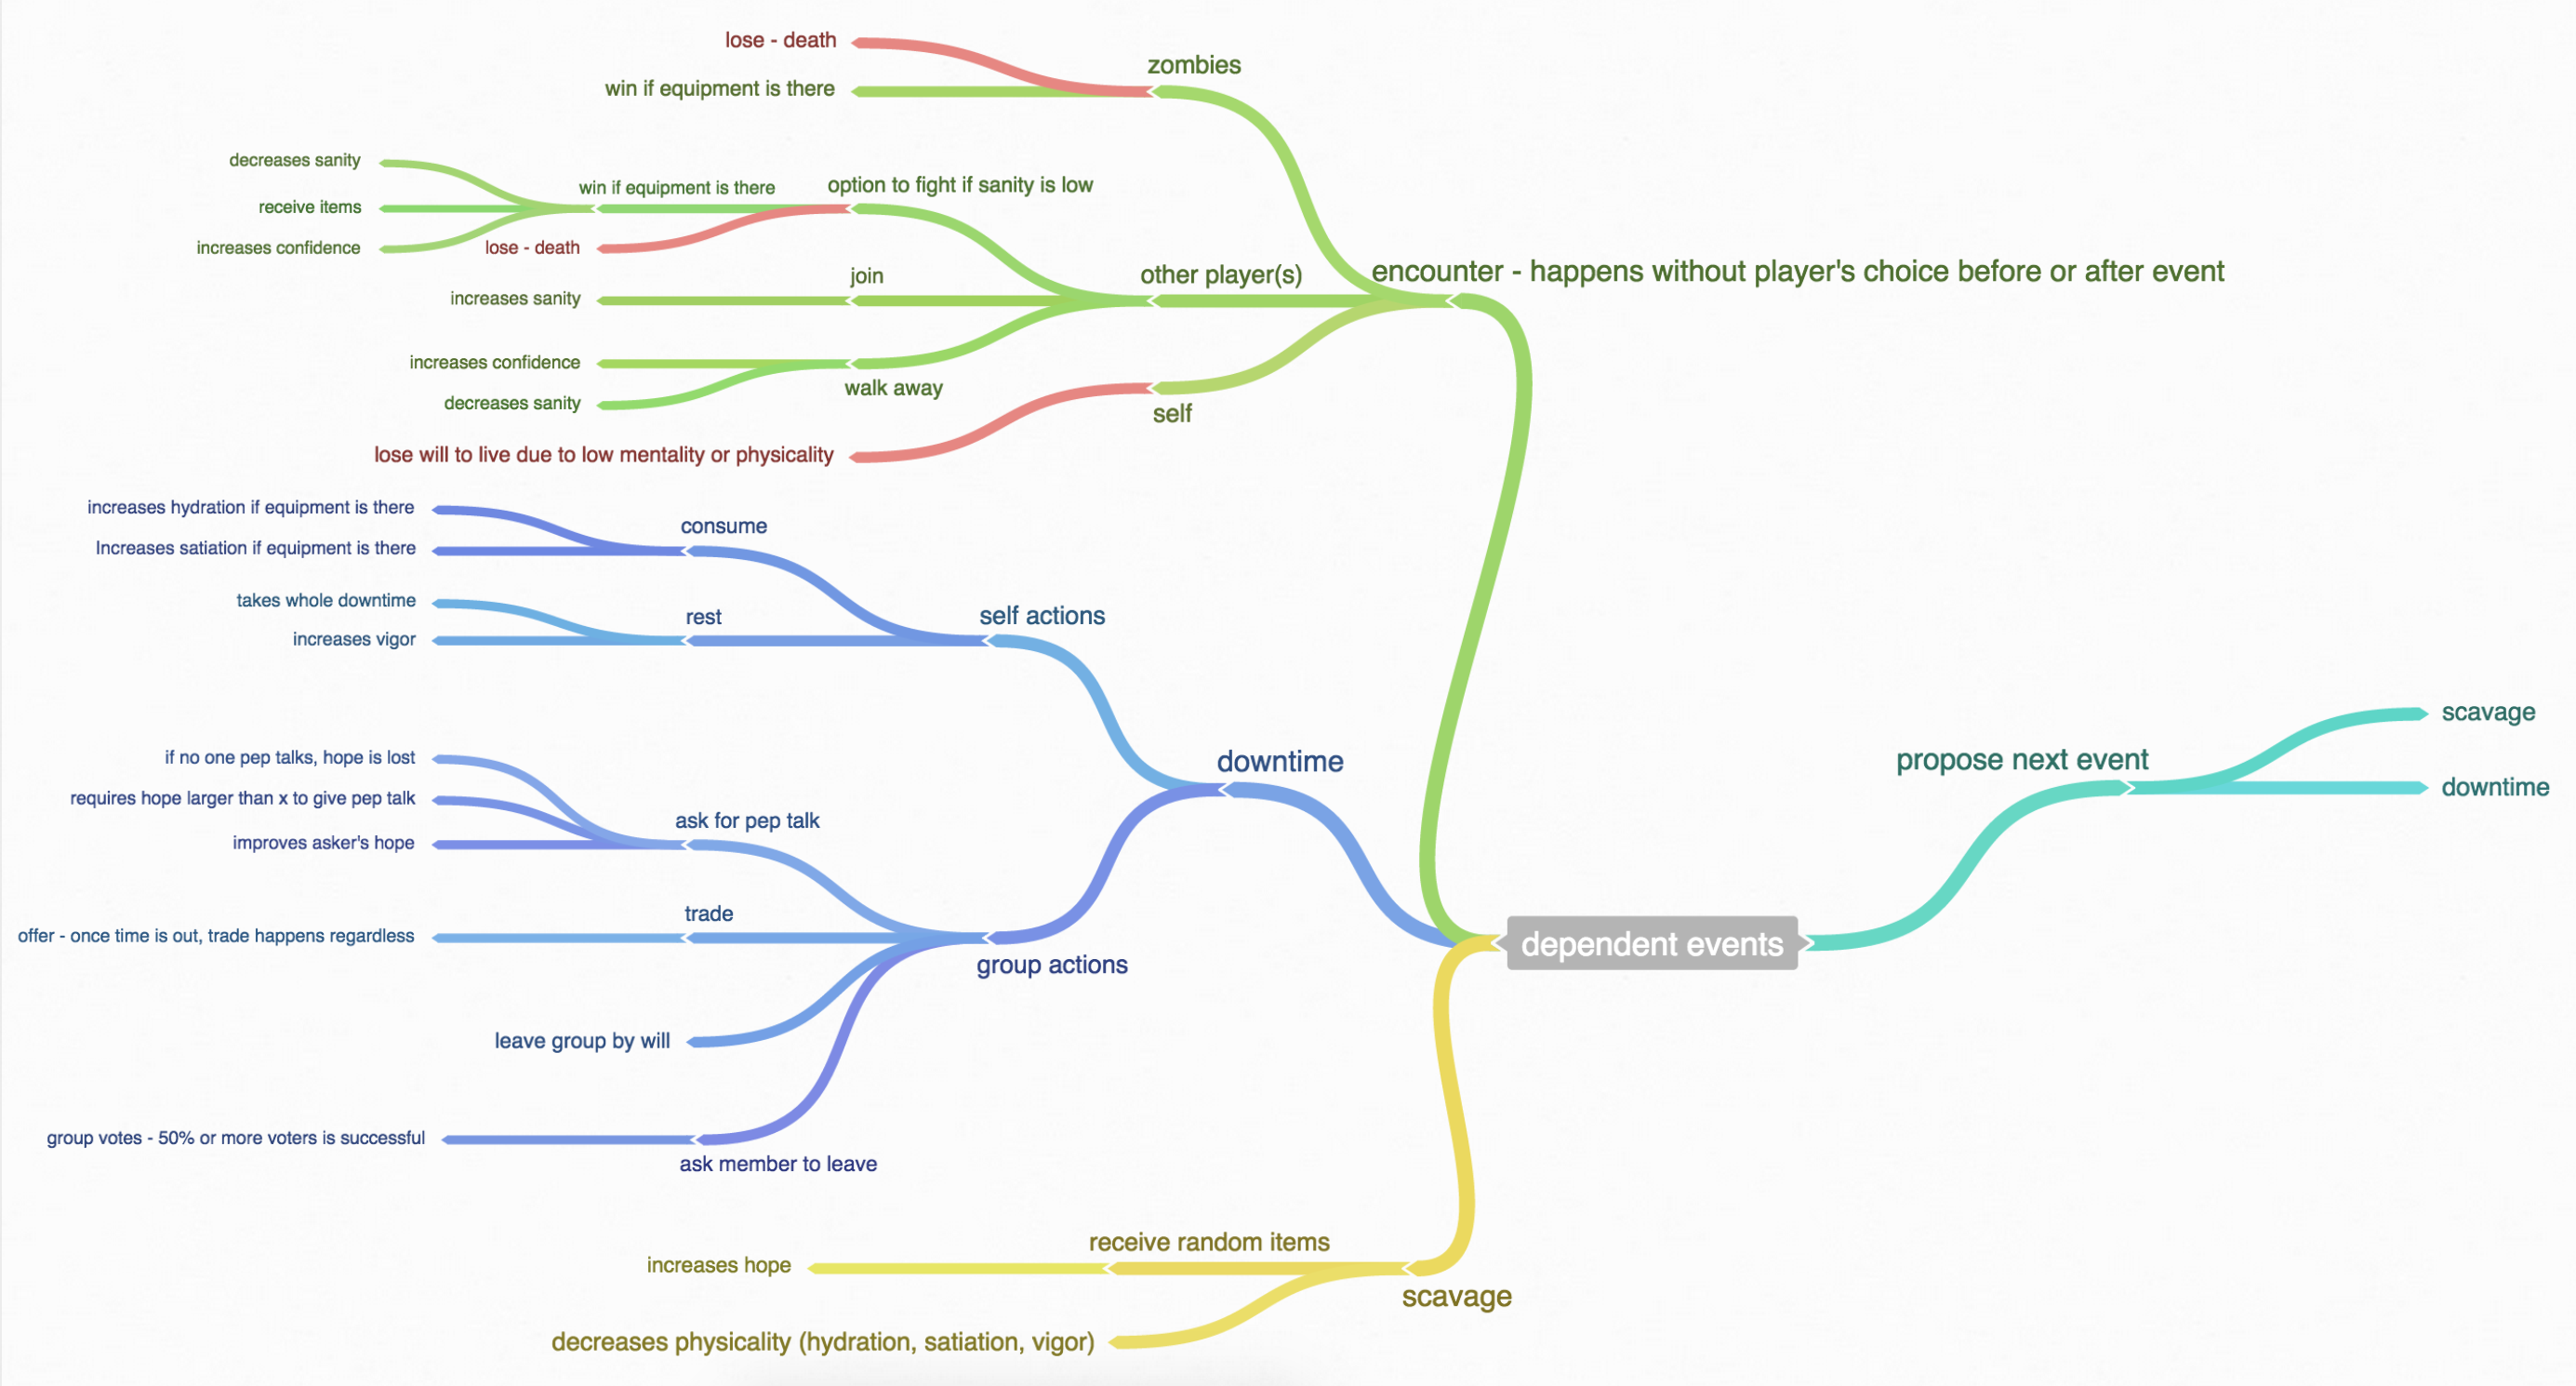 lose - death
zombies
win if equipment is there
decreases sanity
win if equipment is there
option to fight if sanity is low
receive items
increases confidence
lose - death
join
other player(s)
encounter - happens without player's choice before or after event
increases sanity
increases confidence
walk away
decreases sanity
self
lose will to live due to low mentality or physicality
increases hydration if equipment is there
consume
Increases satiation if equipment is there
takes whole downtime
rest
self actions
increases vigor
if no one pep talks, hope is lost
downtime
requires hope larger than x to give pep talk
ask for pep talk
improves asker's hope
trade
offer - once time is out, trade happens regardless
group actions
leave group by will
group votes - 50% or more voters is successful
ask member to leave
dependent events
propose next event
scavage
downtime
receive random items
increases hope
scavage
decreases physicality (hydration, satiation, vigor)